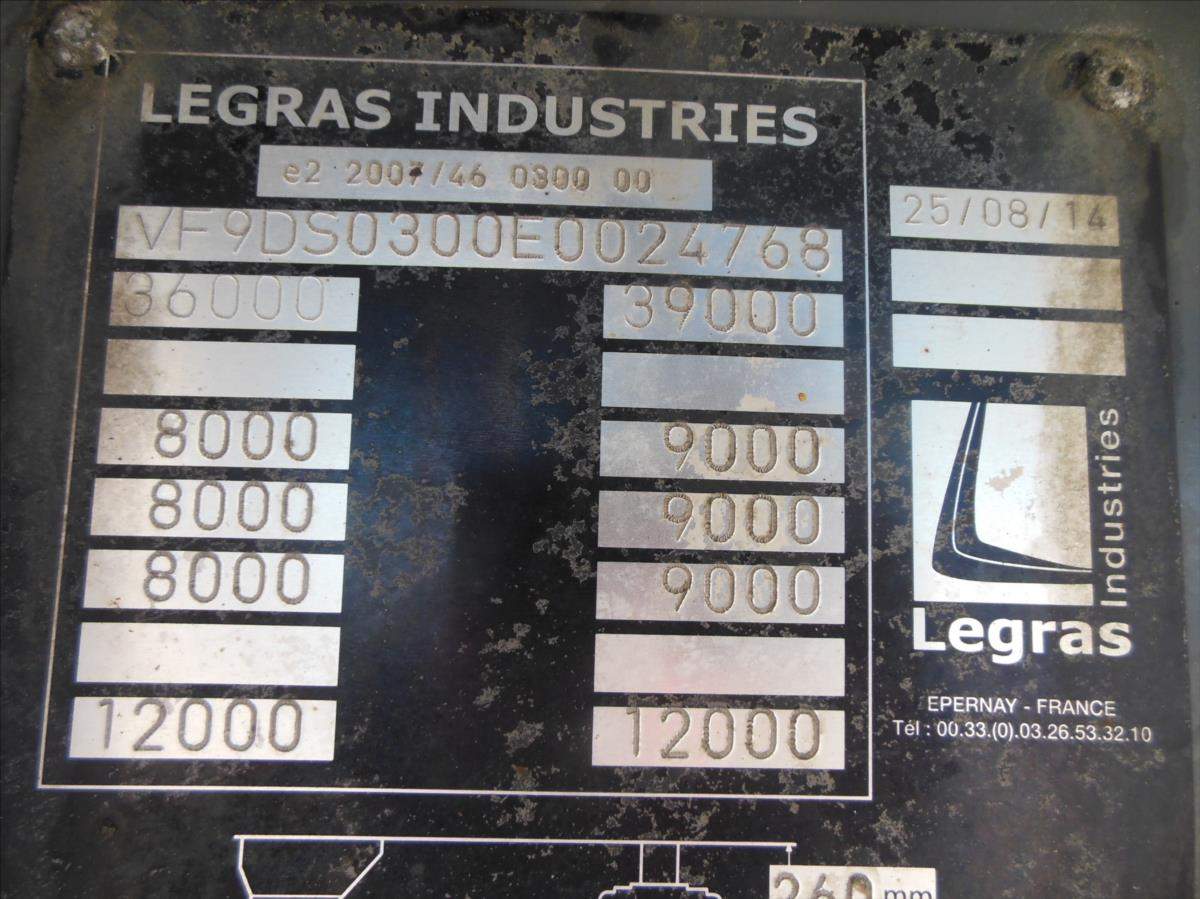 LEGRAS INDUSTRIES
e2 2007/46 0300 00
25/08/14
VF9DS0300E0024768
36000 39000
8000 9000
8000 9000
8000 9000
12000 12000
Industries
Legras
EPERNAY - FRANCE
Tél : 00.33.(0).03.26.53.32.10
260 mm